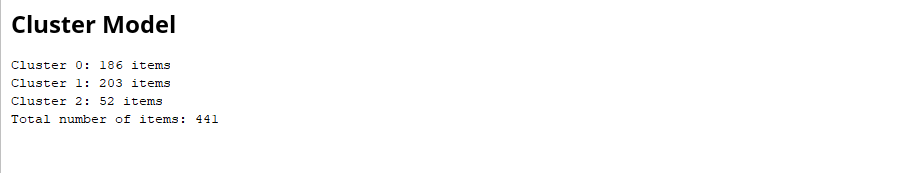 Cluster Model
Cluster 0: 186 items
Cluster 1: 203 items
Cluster 2: 52 items
Total number of items: 441